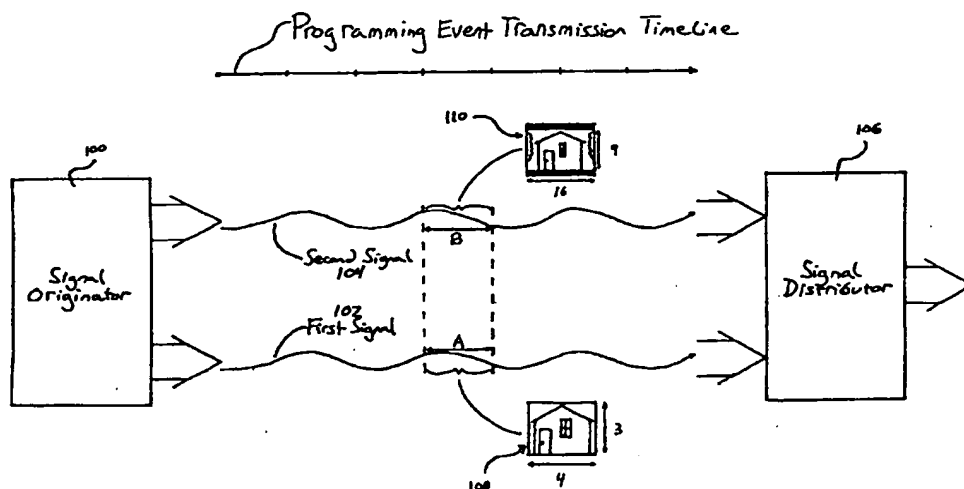 Programming Event Transmission Timeline
110
9
16
100
106
Signal
Originator
Second Signal
104
B
Signal
Distributor
102
First Signal
A
3
4
108